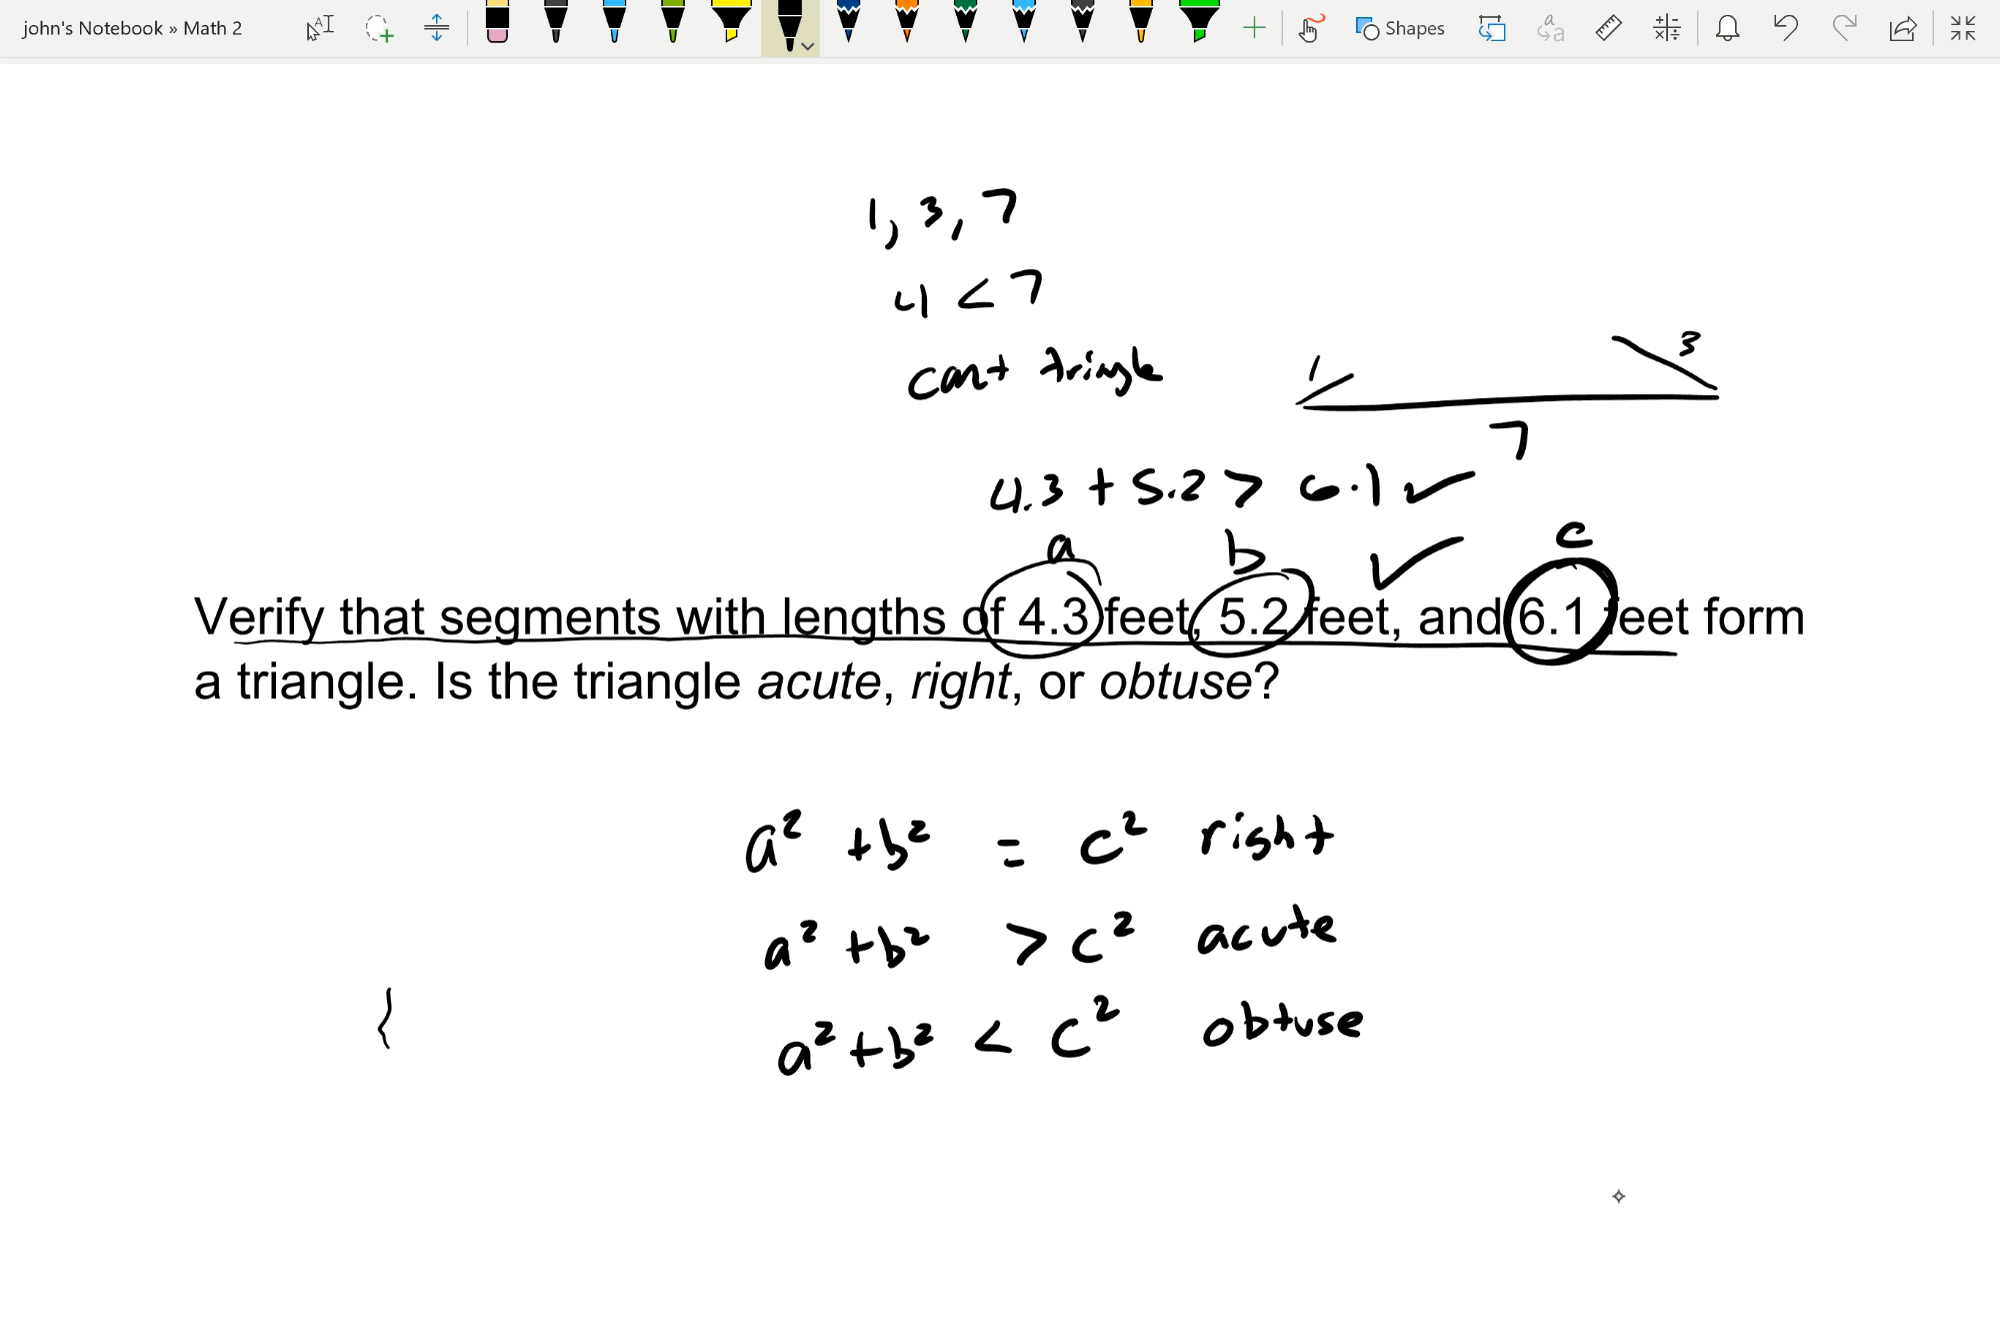 john's Notebook » Math 2
Shapes
1, 3, 7
4 < 7
can't tringle
1
3
7
4.3 + 5.2 > 6.1 ✓
a b ✓ c
Verify that segments with lengths of 4.3 feet, 5.2 feet, and 6.1 feet form
a triangle. Is the triangle acute, right, or obtuse?
a² + b² = c² right
a² + b² > c² acute
{ a² + b² < c² obtuse